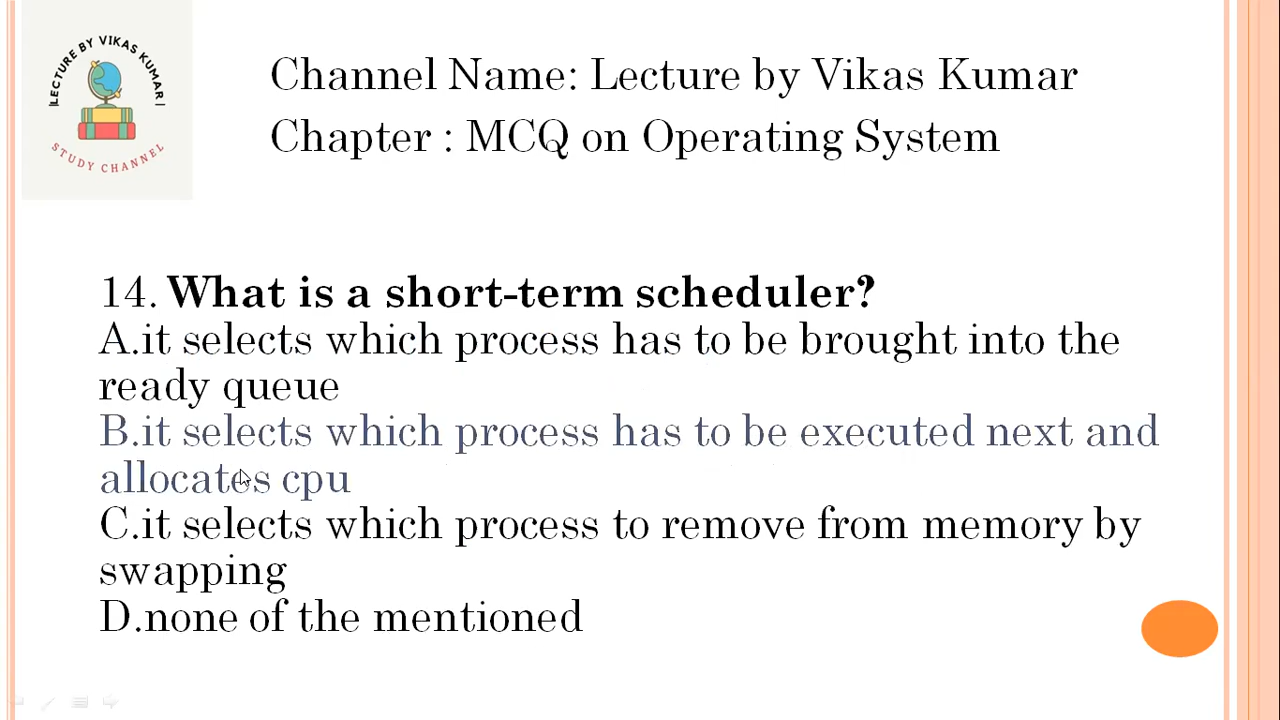 LECTURE BY VIKAS KUMAR
STUDY CHANNEL
Channel Name: Lecture by Vikas Kumar
Chapter : MCQ on Operating System
14. What is a short-term scheduler?
A.it selects which process has to be brought into the
ready queue
B.it selects which process has to be executed next and
allocates cpu
C.it selects which process to remove from memory by
swapping
D.none of the mentioned